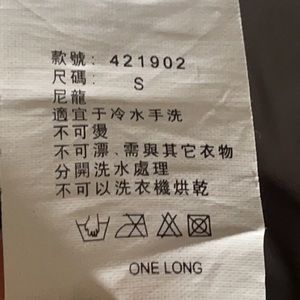 款號: 421902
尺碼: S
尼龍
適宜于冷水手洗
不可燙
不可漂.需與其它衣物
分開洗水處理
不可以洗衣機烘乾
ONE LONG